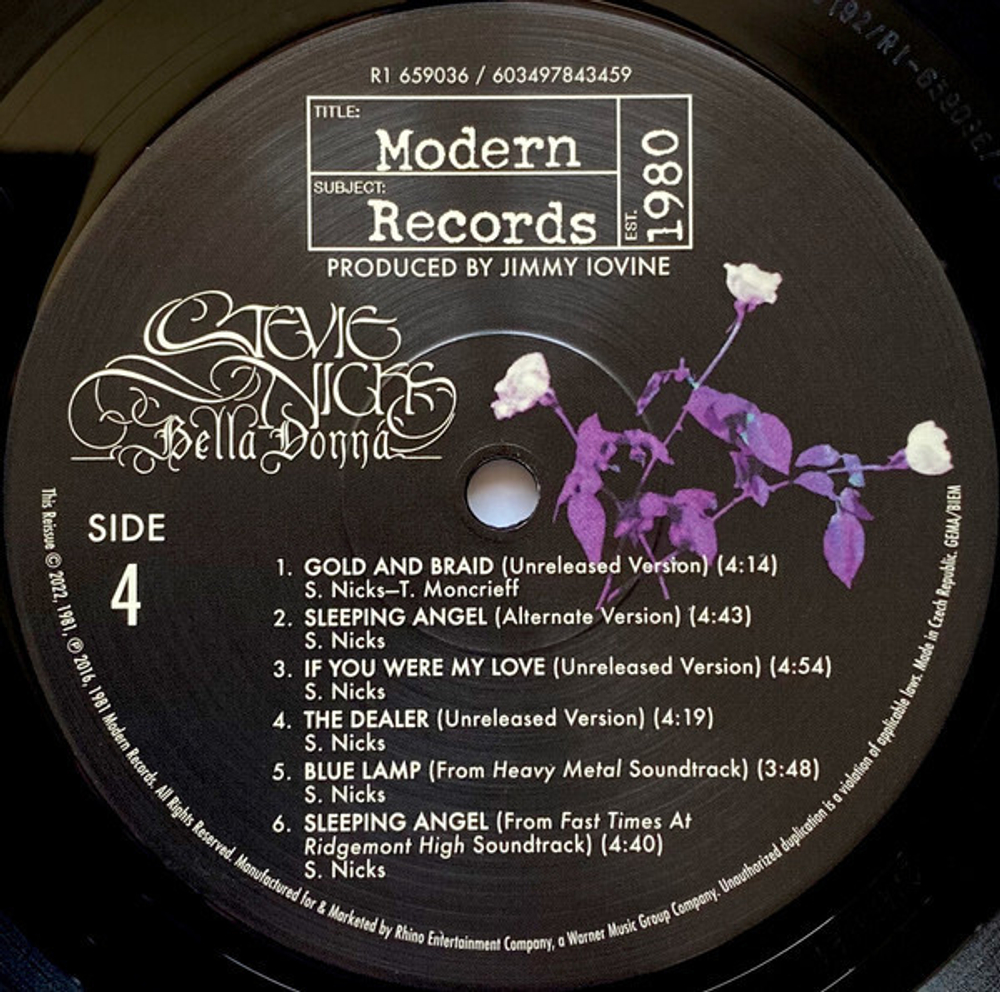 R1 659036 / 603497843459
TITLE:
Modern
SUBJECT:
Records
EST.
1980
PRODUCED BY JIMMY IOVINE
STEVIE
NICKS
Bella Donna
SIDE
4
1. GOLD AND BRAID (Unreleased Version) (4:14)
S. Nicks—T. Moncrieff
2. SLEEPING ANGEL (Alternate Version) (4:43)
S. Nicks
3. IF YOU WERE MY LOVE (Unreleased Version) (4:54)
S. Nicks
4. THE DEALER (Unreleased Version) (4:19)
S. Nicks
5. BLUE LAMP (From Heavy Metal Soundtrack) (3:48)
S. Nicks
6. SLEEPING ANGEL (From Fast Times At
Ridgemont High Soundtrack) (4:40)
S. Nicks
This Reissue © 2022, 1981, ℗ 2016, 1981 Modern Records. All Rights Reserved. Manufactured for & Marketed by Rhino Entertainment Company, a Warner Music Group Company. Unauthorized duplication is a violation of applicable laws. Made in Czech Republic. GEMA/BIEM